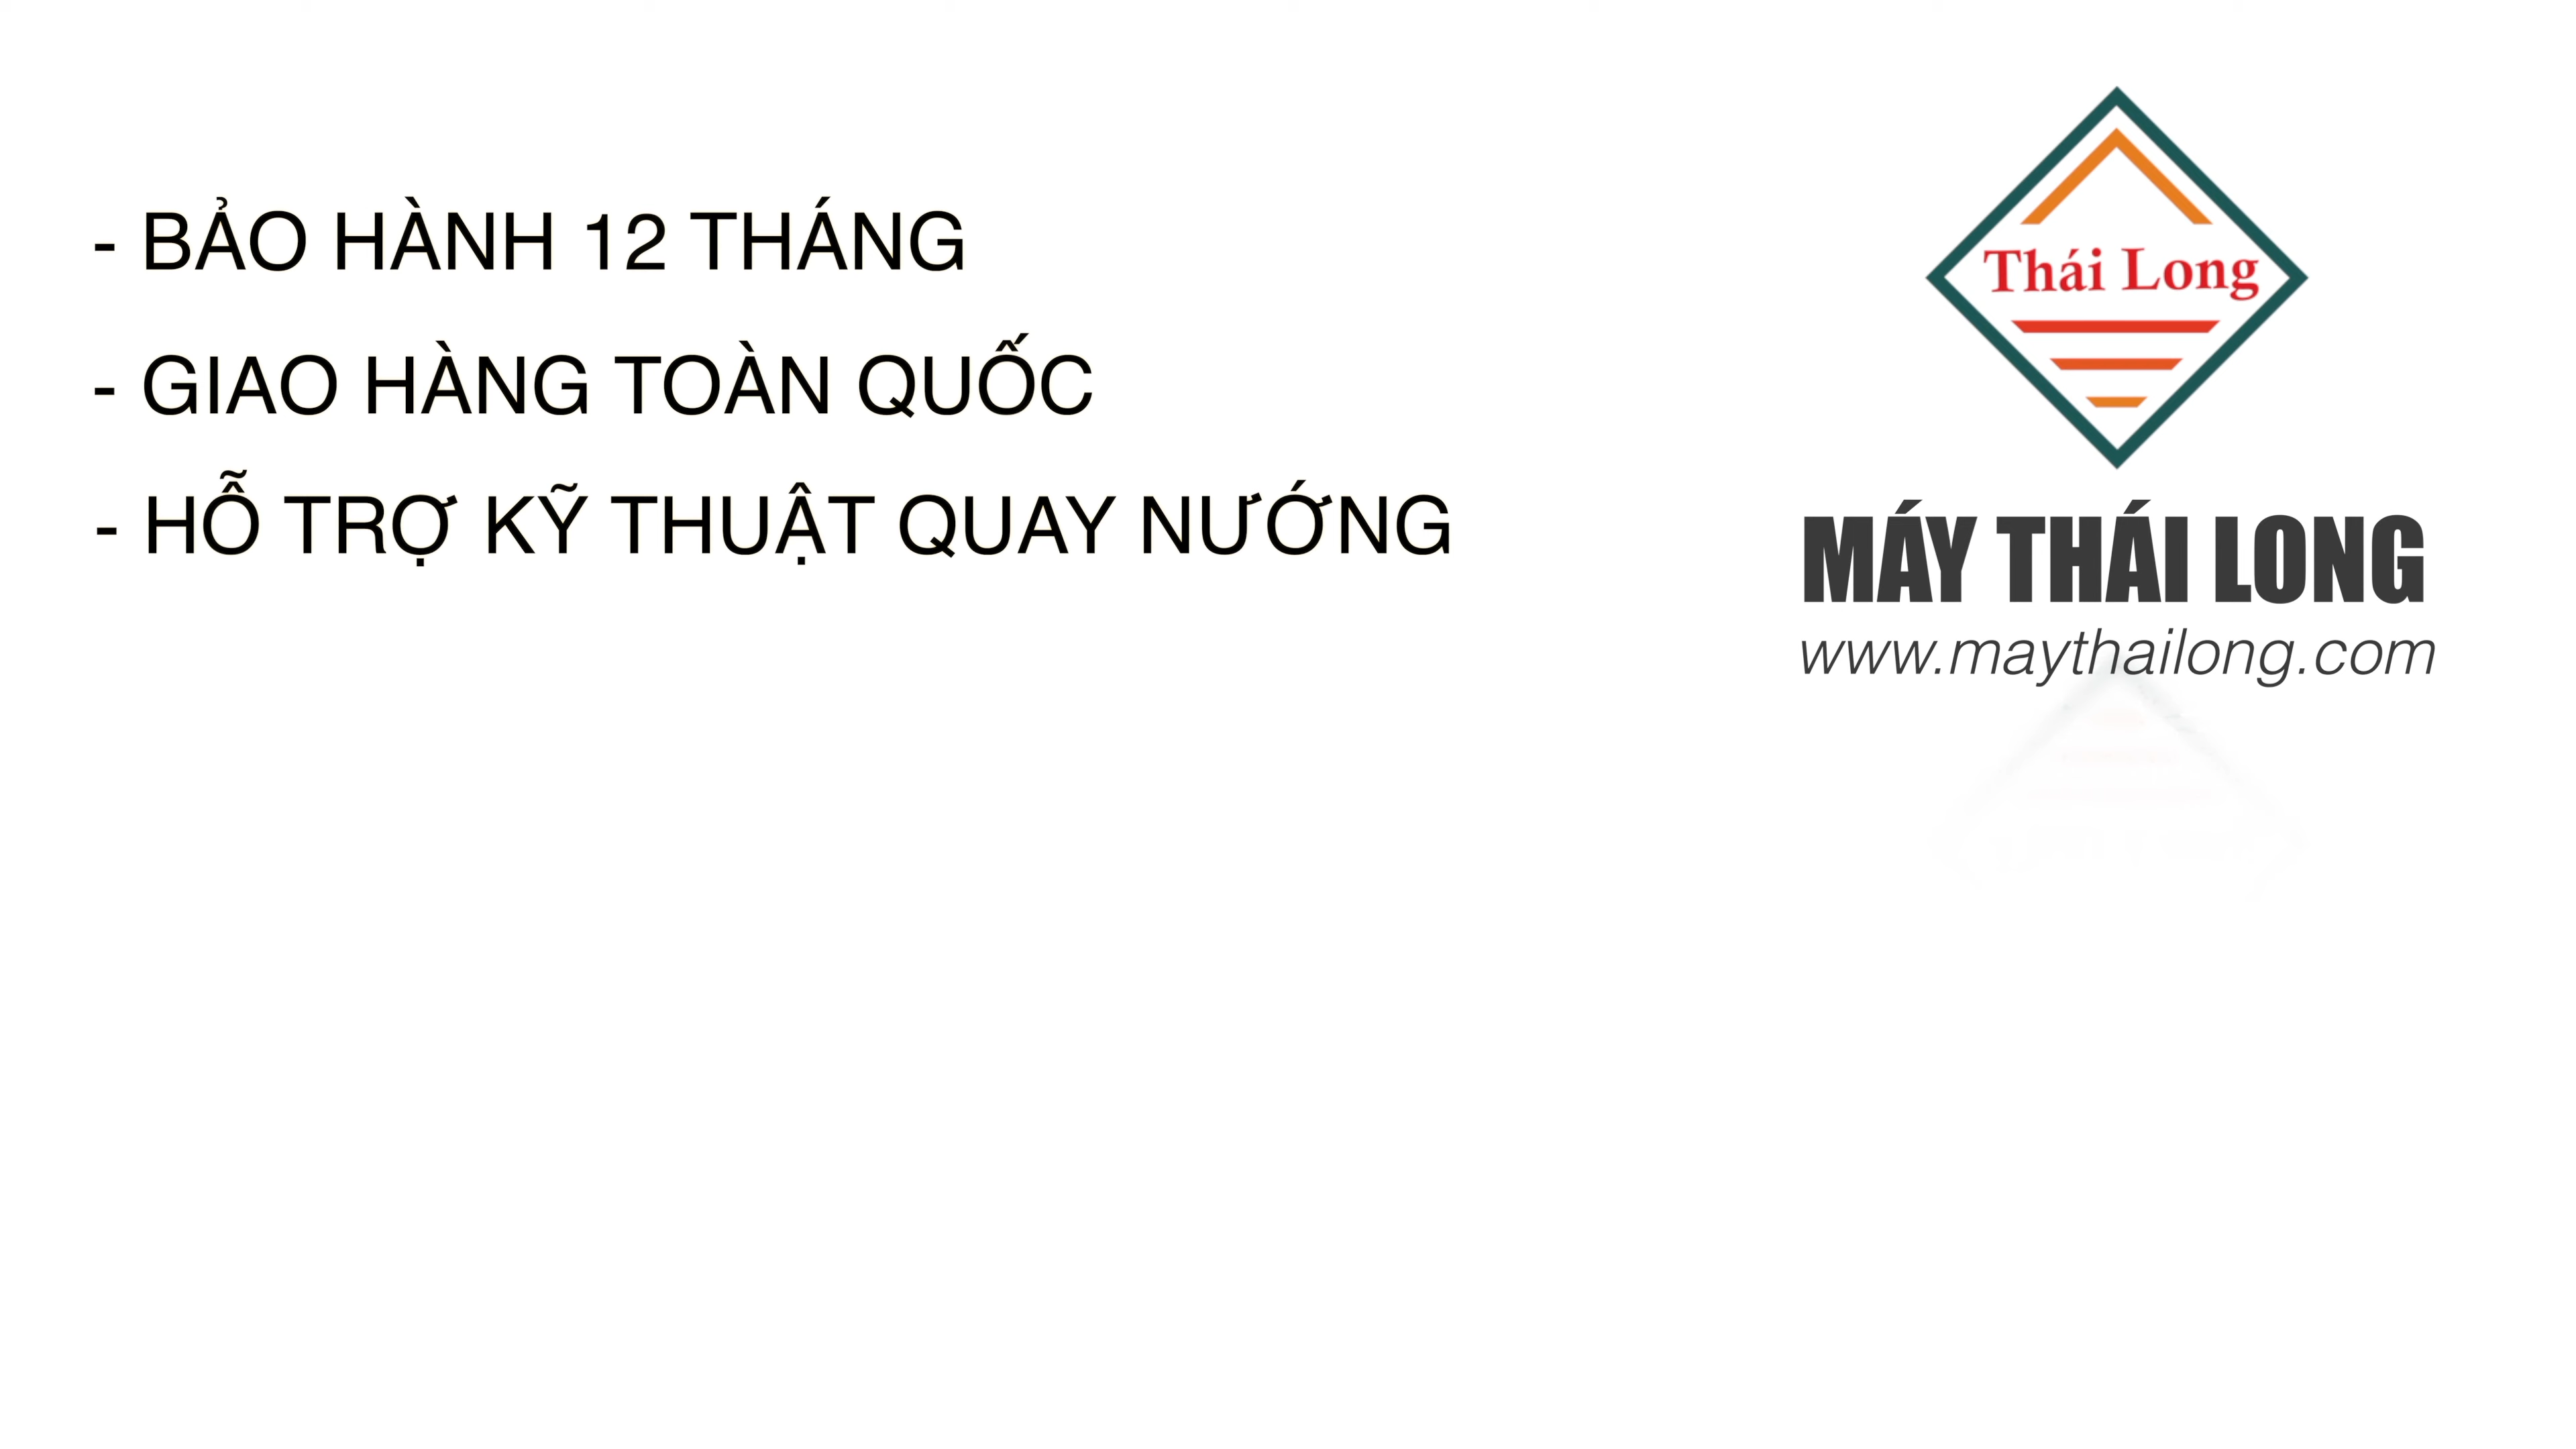 - BẢO HÀNH 12 THÁNG
- GIAO HÀNG TOÀN QUỐC
- HỖ TRỢ KỸ THUẬT QUAY NƯỚNG
Thái Long
MÁY THÁI LONG
www.maythailong.com